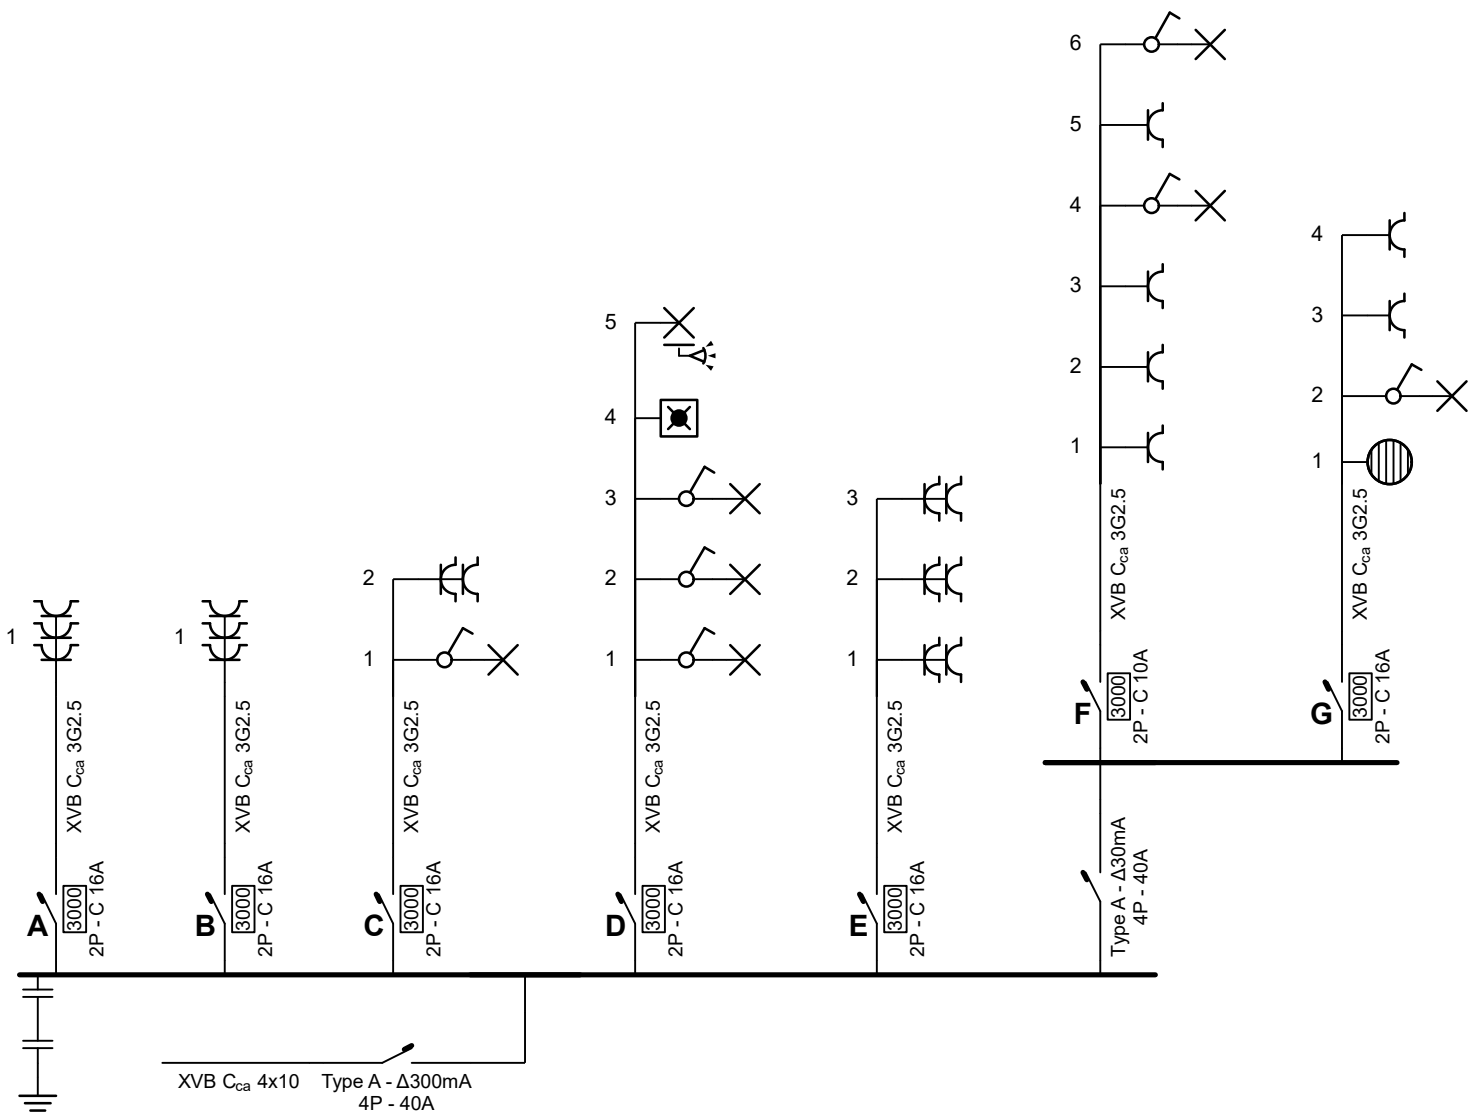 6
5
4
3
2
1
XVB Cca 3G2.5
F
3000
2P - C 10A
4
3
2
1
XVB Cca 3G2.5
G
3000
2P - C 16A
1
XVB Cca 3G2.5
A
3000
2P - C 16A
1
XVB Cca 3G2.5
B
3000
2P - C 16A
2
1
XVB Cca 3G2.5
C
3000
2P - C 16A
5
4
3
2
1
XVB Cca 3G2.5
D
3000
2P - C 16A
3
2
1
XVB Cca 3G2.5
E
3000
2P - C 16A
Type A - Δ30mA
4P - 40A
XVB Cca 4x10
Type A - Δ300mA
4P - 40A